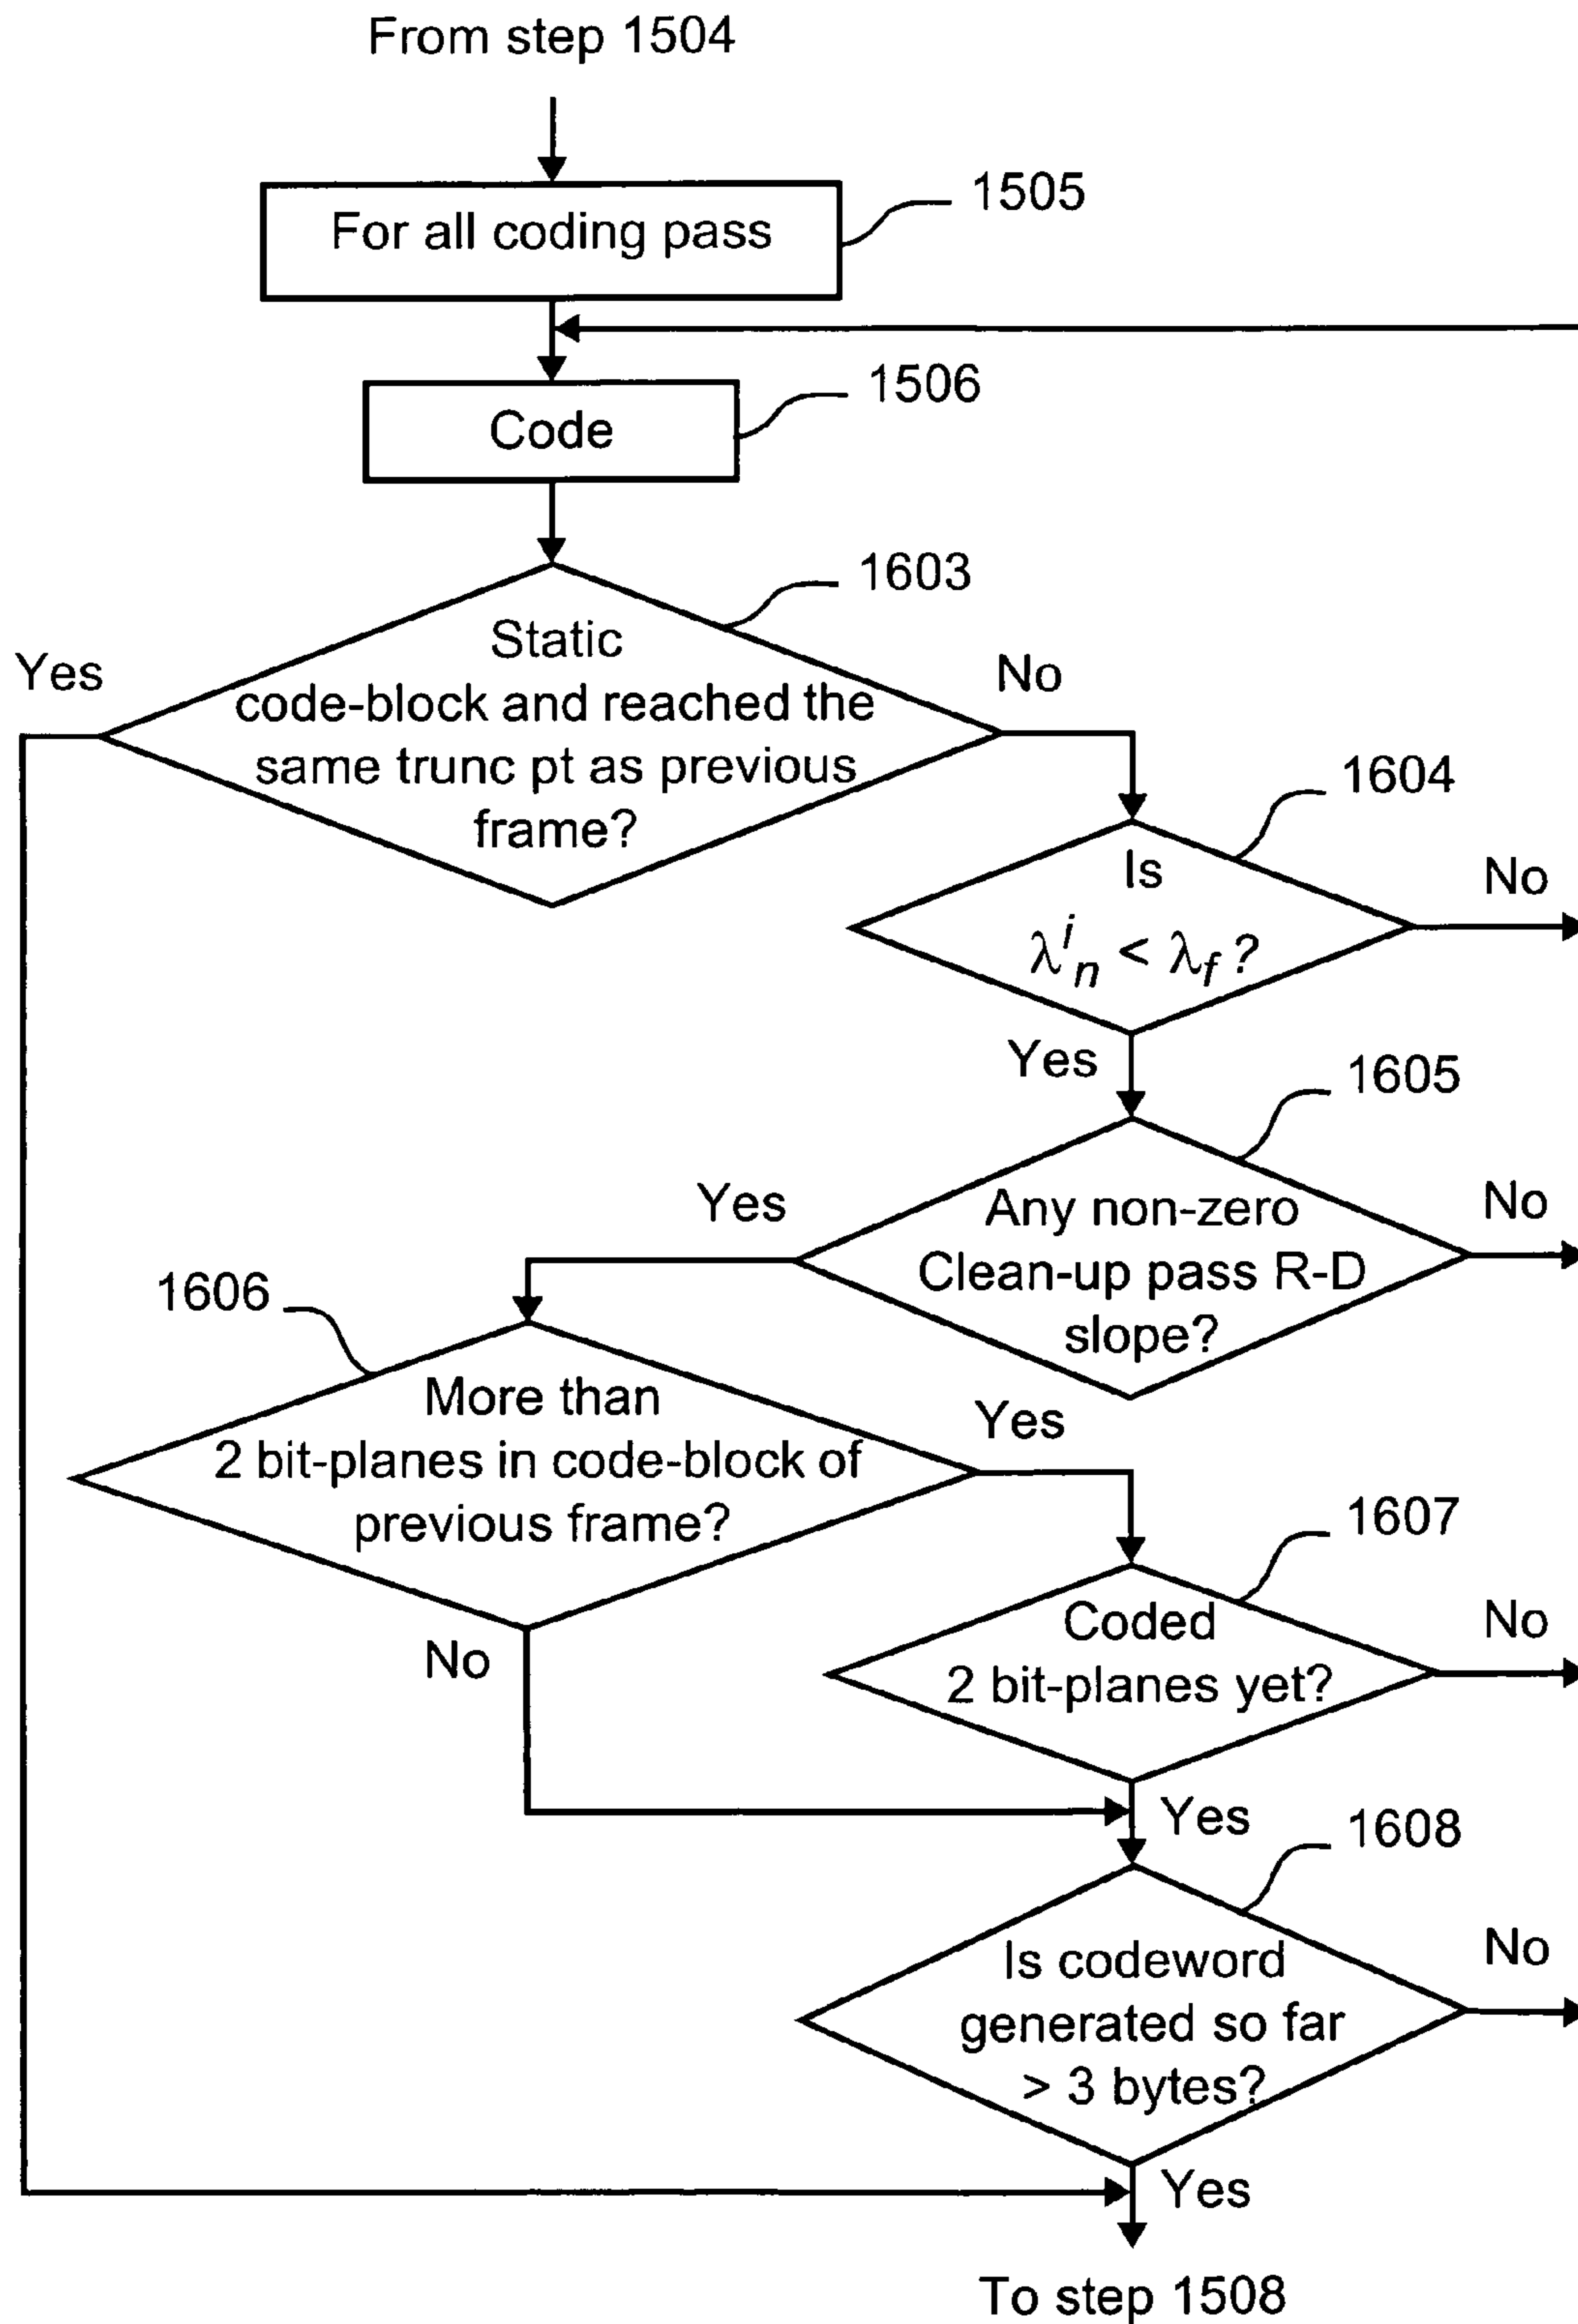 From step 1504
For all coding pass
1505
Code
1506
1603
Static
code-block and reached the
same trunc pt as previous
frame?
Yes
No
1604
Is
λⁱₙ < λ_f ?
No
Yes
1605
Any non-zero
Clean-up pass R-D
slope?
Yes
No
1606
More than
2 bit-planes in code-block of
previous frame?
Yes
No
1607
Coded
2 bit-planes yet?
No
Yes
1608
Is codeword
generated so far
> 3 bytes?
No
Yes
To step 1508